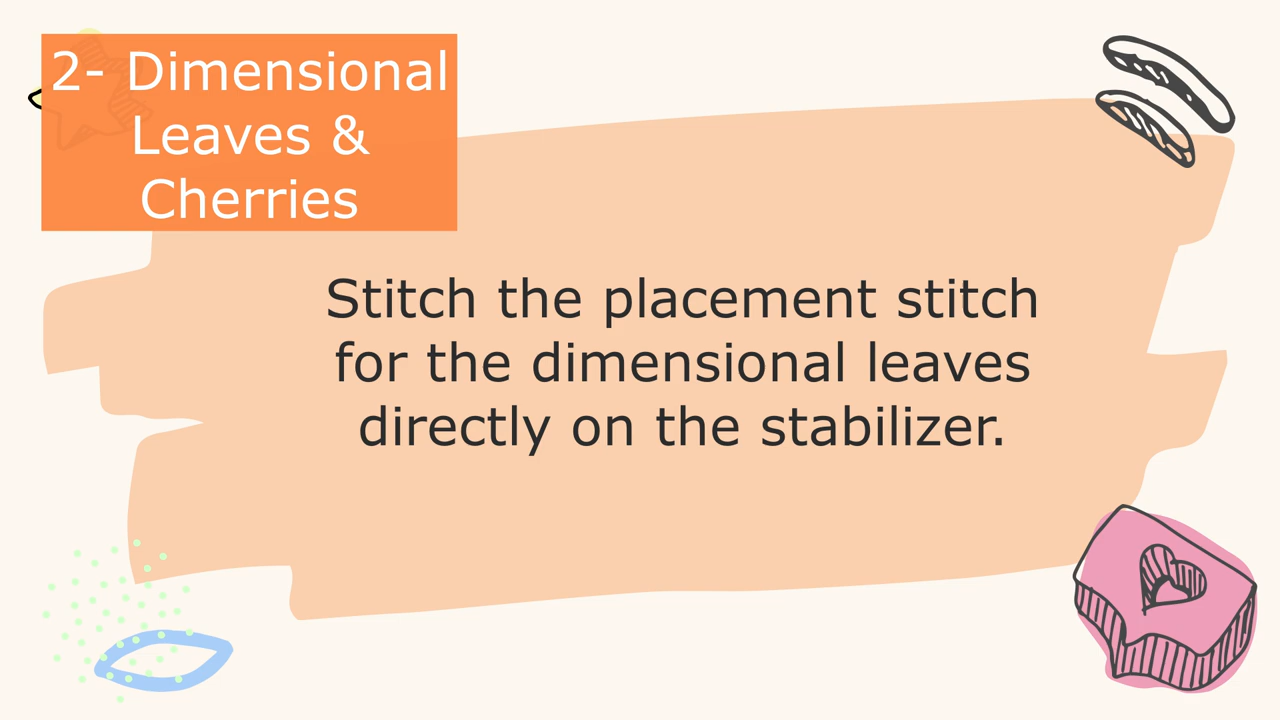 2- Dimensional
Leaves &
Cherries
Stitch the placement stitch
for the dimensional leaves
directly on the stabilizer.